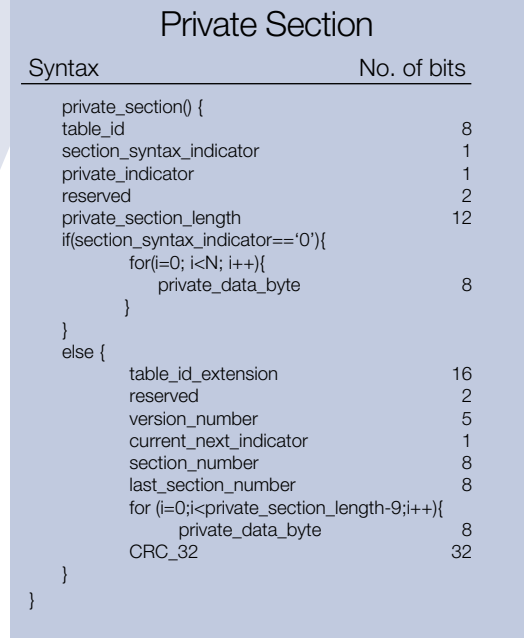 Private Section
Syntax No. of bits
private_section() {
table_id 8
section_syntax_indicator 1
private_indicator 1
reserved 2
private_section_length 12
if(section_syntax_indicator==‘0’){
for(i=0; i<N; i++){
private_data_byte 8
}
}
else {
table_id_extension 16
reserved 2
version_number 5
current_next_indicator 1
section_number 8
last_section_number 8
for (i=0;i<private_section_length-9;i++){
private_data_byte 8
CRC_32 32
}
}